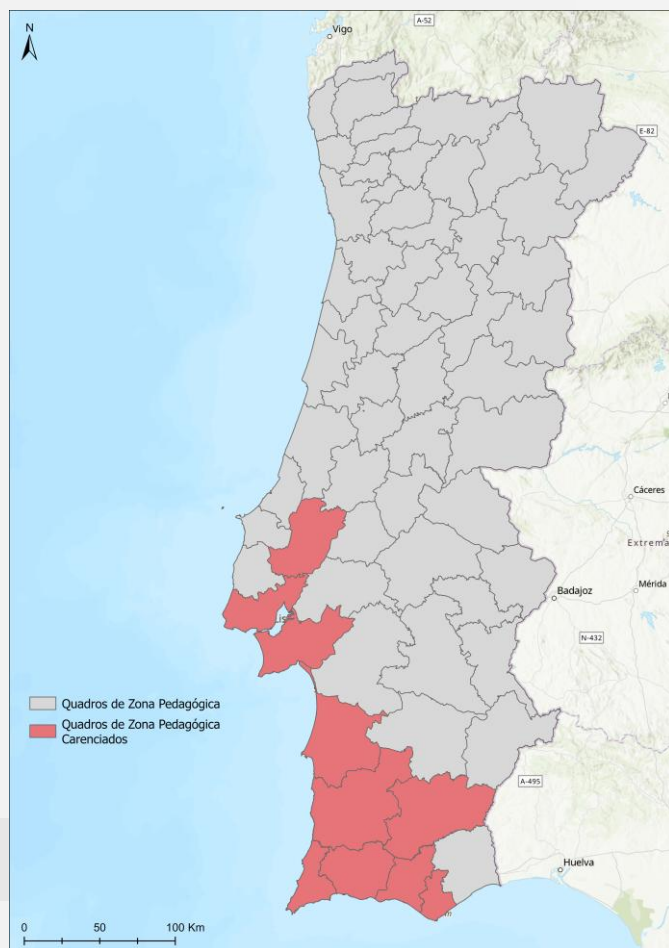 N
A-52
Vigo
E-82
Cáceres
Extrema
Badajoz
Mérida
N-432
Lis
Quadros de Zona Pedagógica
Quadros de Zona Pedagógica
Carenciados
A-495
Huelva
0 50 100 Km